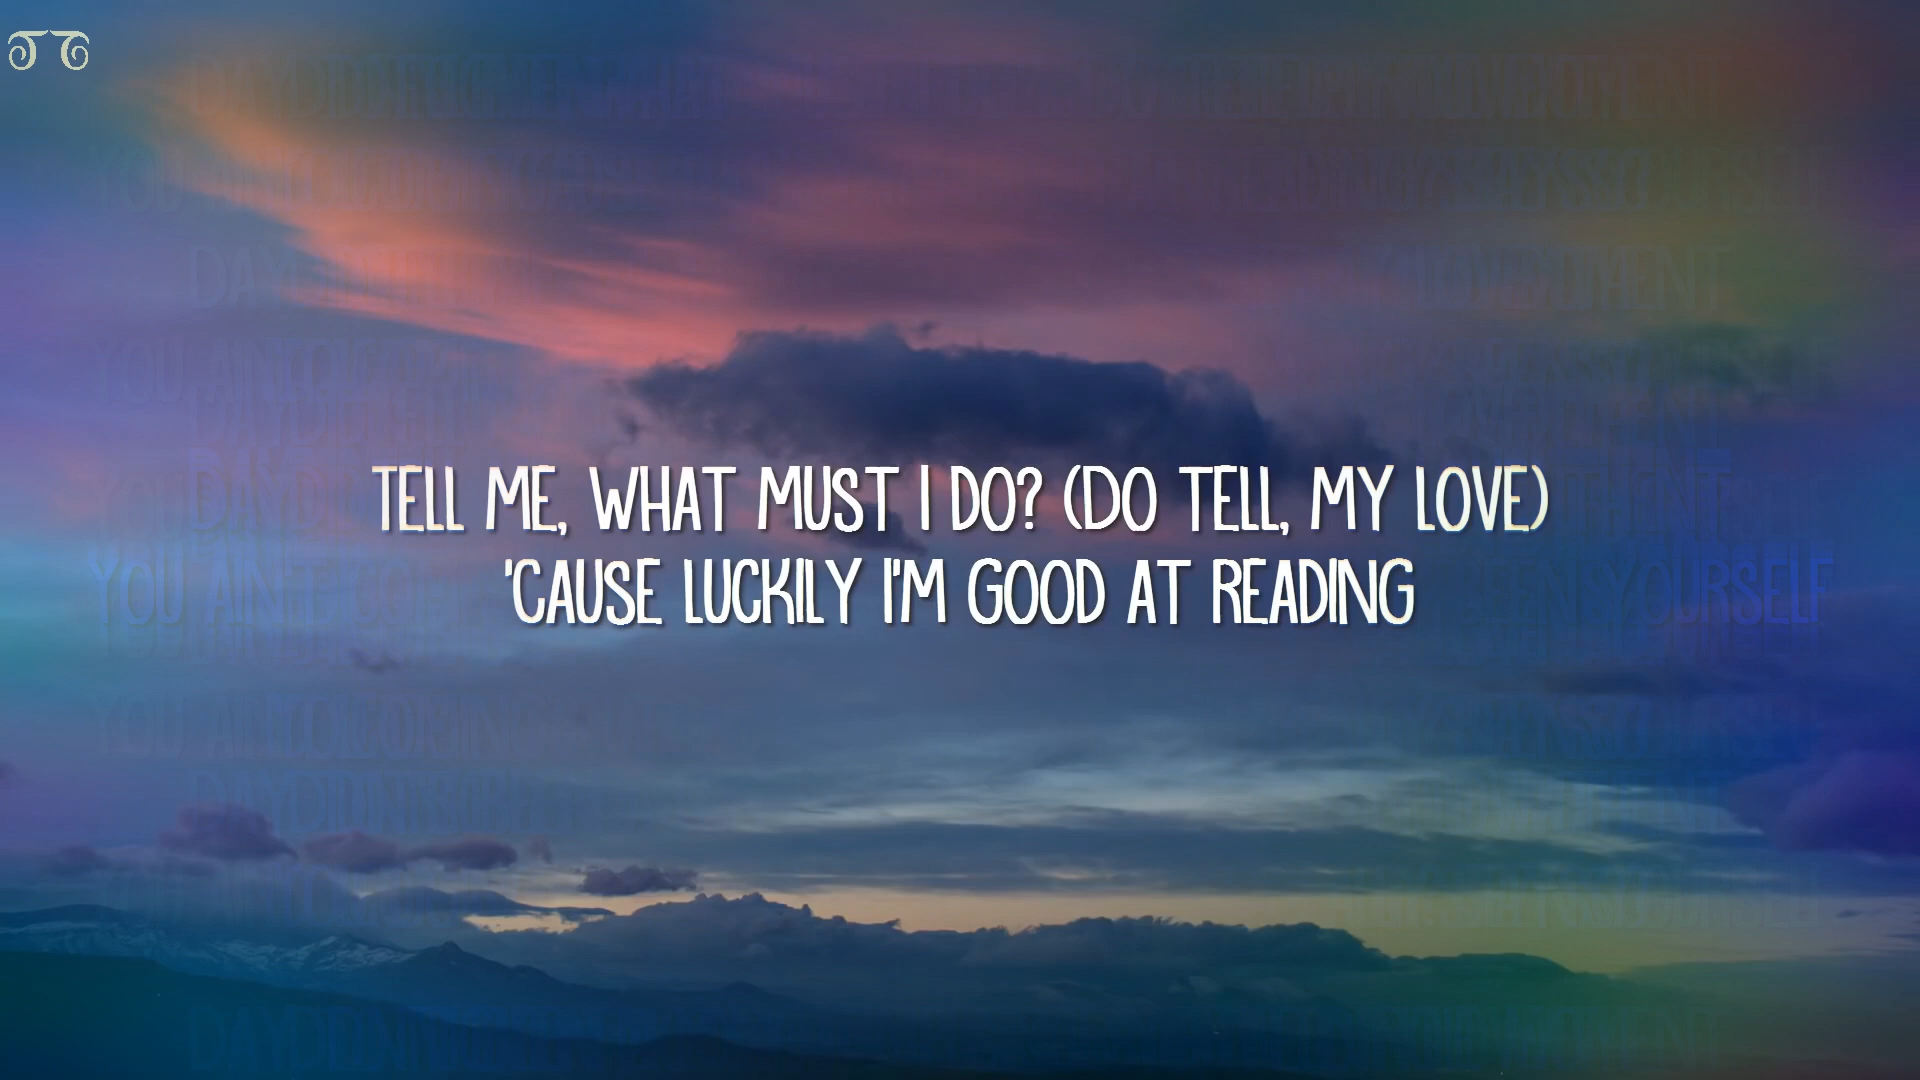 TELL ME, WHAT MUST I DO? (DO TELL, MY LOVE)
'CAUSE LUCKILY I'M GOOD AT READING